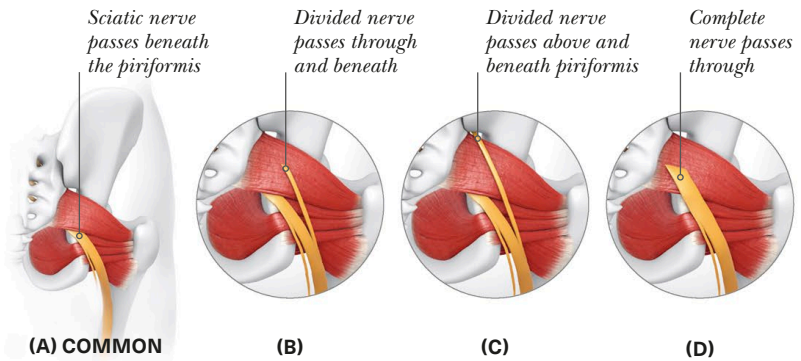 Sciatic nerve
passes beneath
the piriformis
Divided nerve
passes through
and beneath
Divided nerve
passes above and
beneath piriformis
Complete
nerve passes
through
(A) COMMON
(B)
(C)
(D)